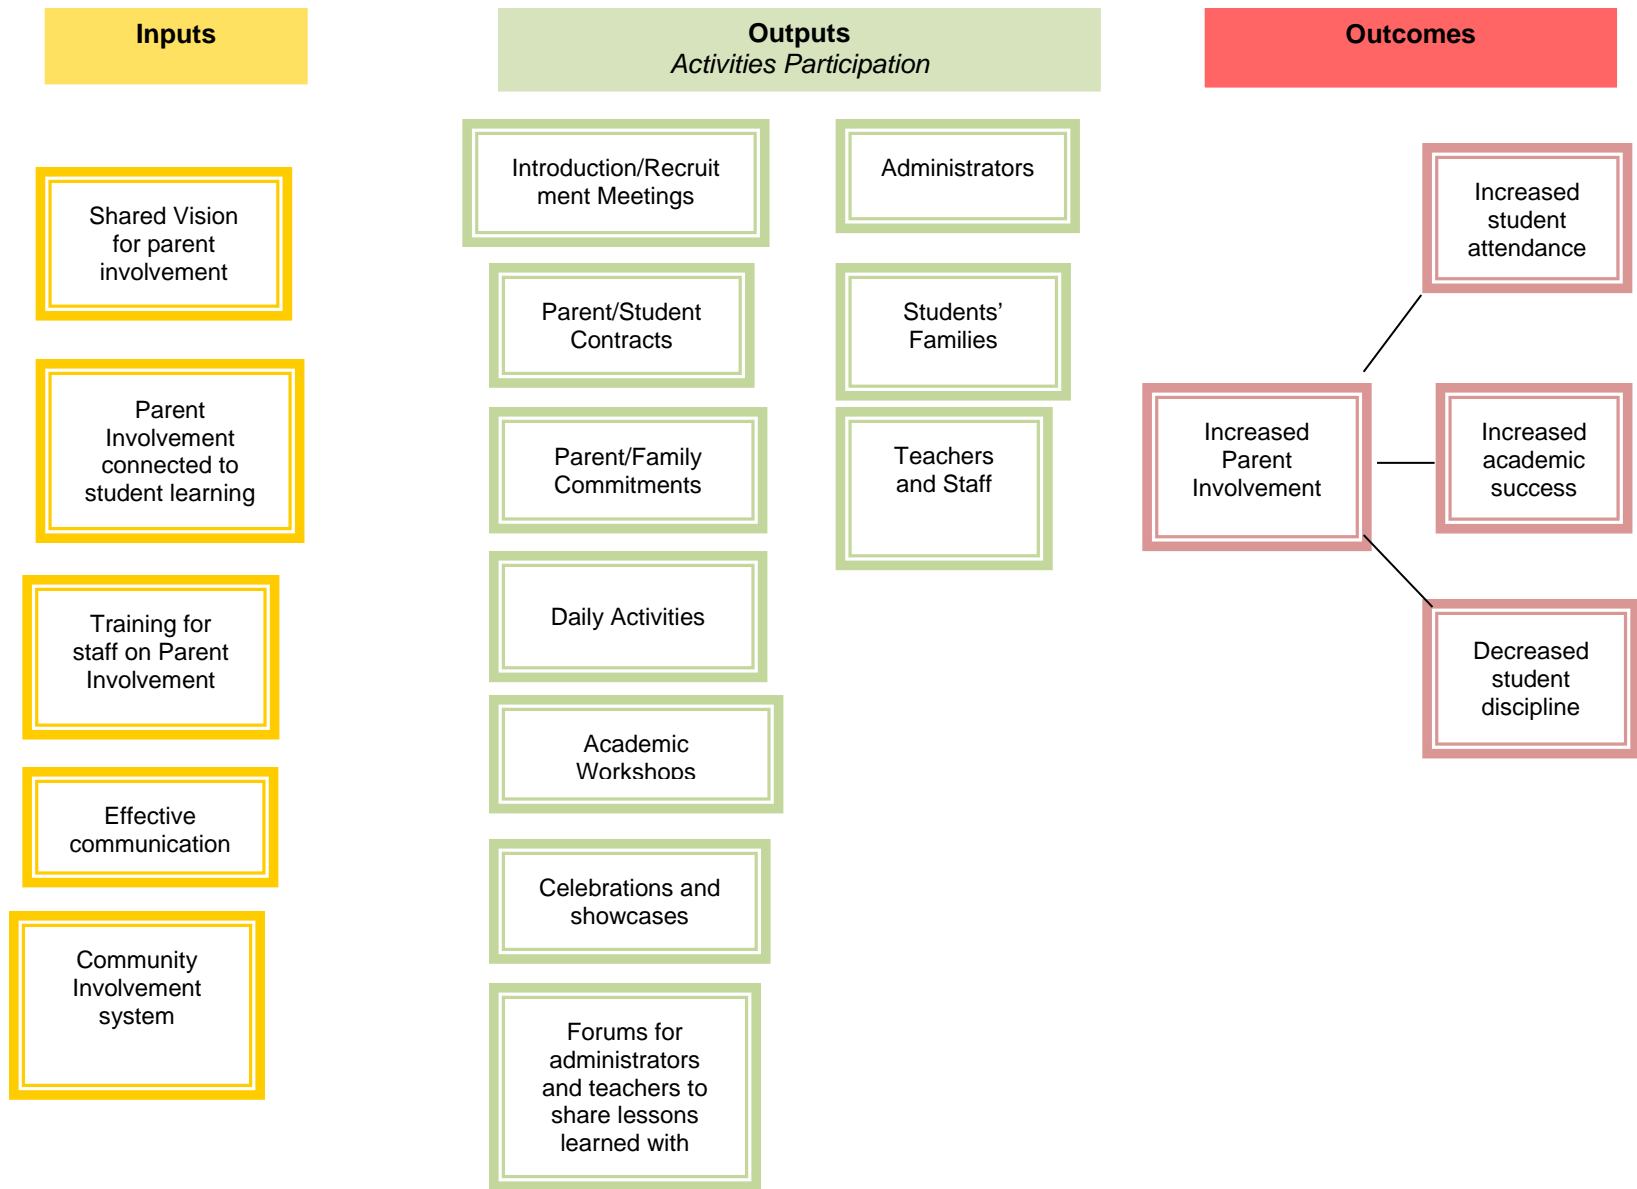 Inputs
Shared Vision
for parent
involvement
Parent
Involvement
connected to
student learning
Training for
staff on Parent
Involvement
Effective
communication
Community
Involvement
system
Outputs
Activities Participation
Introduction/Recruit
ment Meetings
Parent/Student
Contracts
Parent/Family
Commitments
Daily Activities
Academic
Workshops
Celebrations and
showcases
Forums for
administrators
and teachers to
share lessons
learned with
Administrators
Students’
Families
Teachers
and Staff
Outcomes
Increased
Parent
Involvement
Increased
student
attendance
Increased
academic
success
Decreased
student
discipline